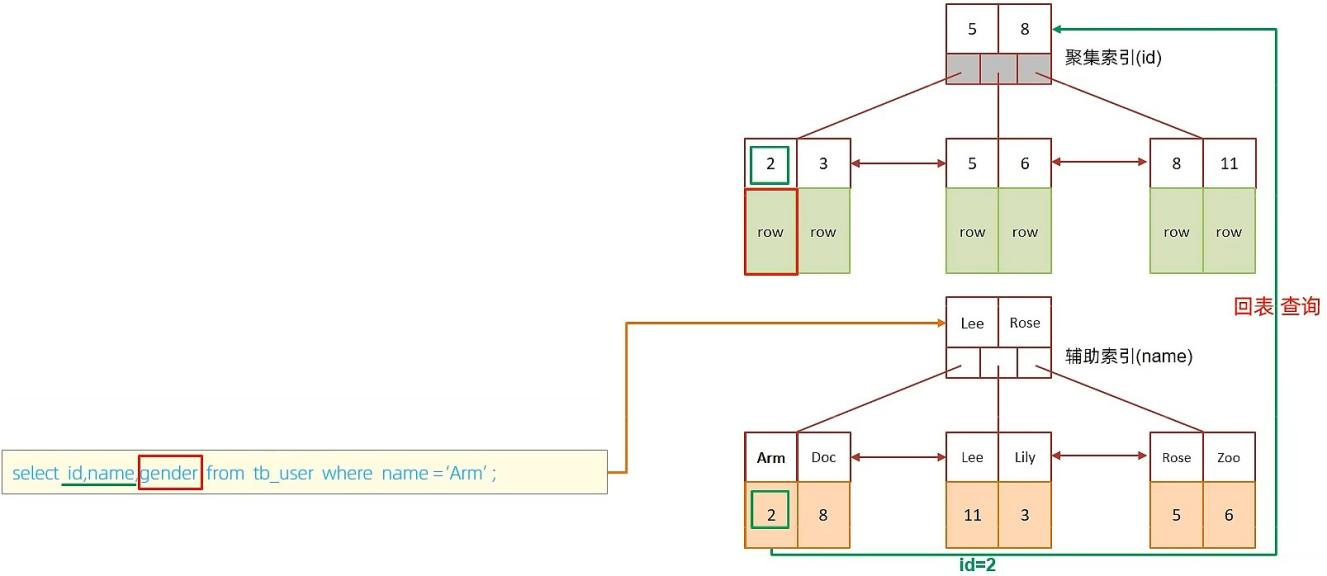 5 8
聚集索引(id)
2 3 5 6 8 11
row row row row row row
回表 查询
Lee Rose
辅助索引(name)
select id,name,gender from tb_user where name = 'Arm' ;
Arm Doc Lee Lily Rose Zoo
2 8 11 3 5 6
id=2